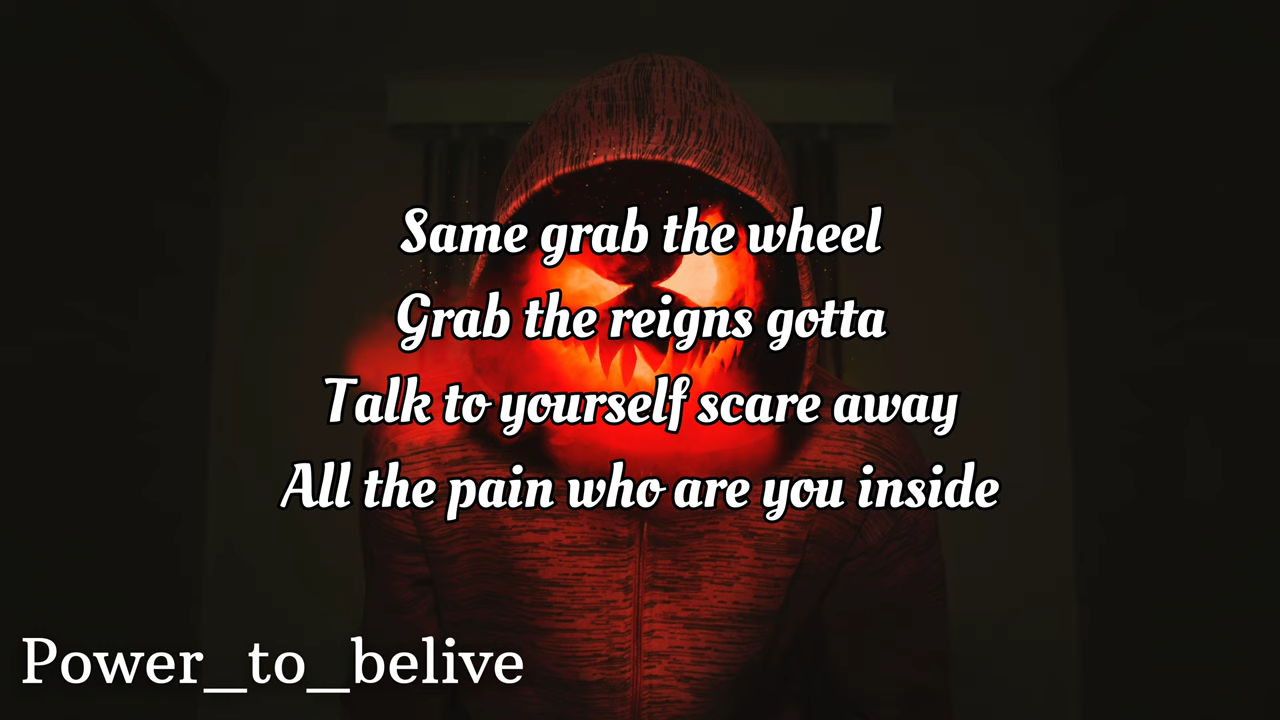 Same grab the wheel
Grab the reigns gotta
Talk to yourself scare away
All the pain who are you inside
Power_to_belive